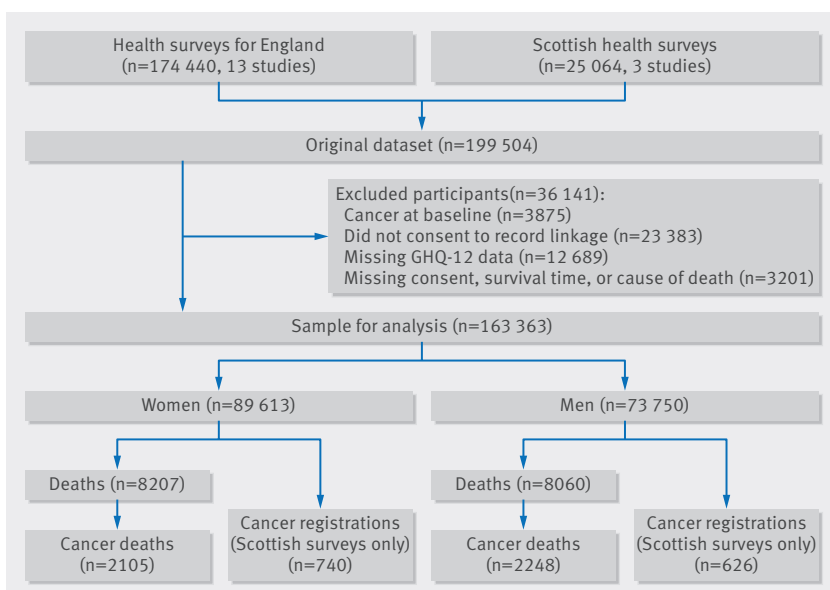 Health surveys for England
(n=174 440, 13 studies)
Scottish health surveys
(n=25 064, 3 studies)
Original dataset (n=199 504)
Excluded participants(n=36 141):
Cancer at baseline (n=3875)
Did not consent to record linkage (n=23 383)
Missing GHQ-12 data (n=12 689)
Missing consent, survival time, or cause of death (n=3201)
Sample for analysis (n=163 363)
Women (n=89 613)
Men (n=73 750)
Deaths (n=8207)
Deaths (n=8060)
Cancer deaths
(n=2105)
Cancer registrations
(Scottish surveys only)
(n=740)
Cancer deaths
(n=2248)
Cancer registrations
(Scottish surveys only)
(n=626)